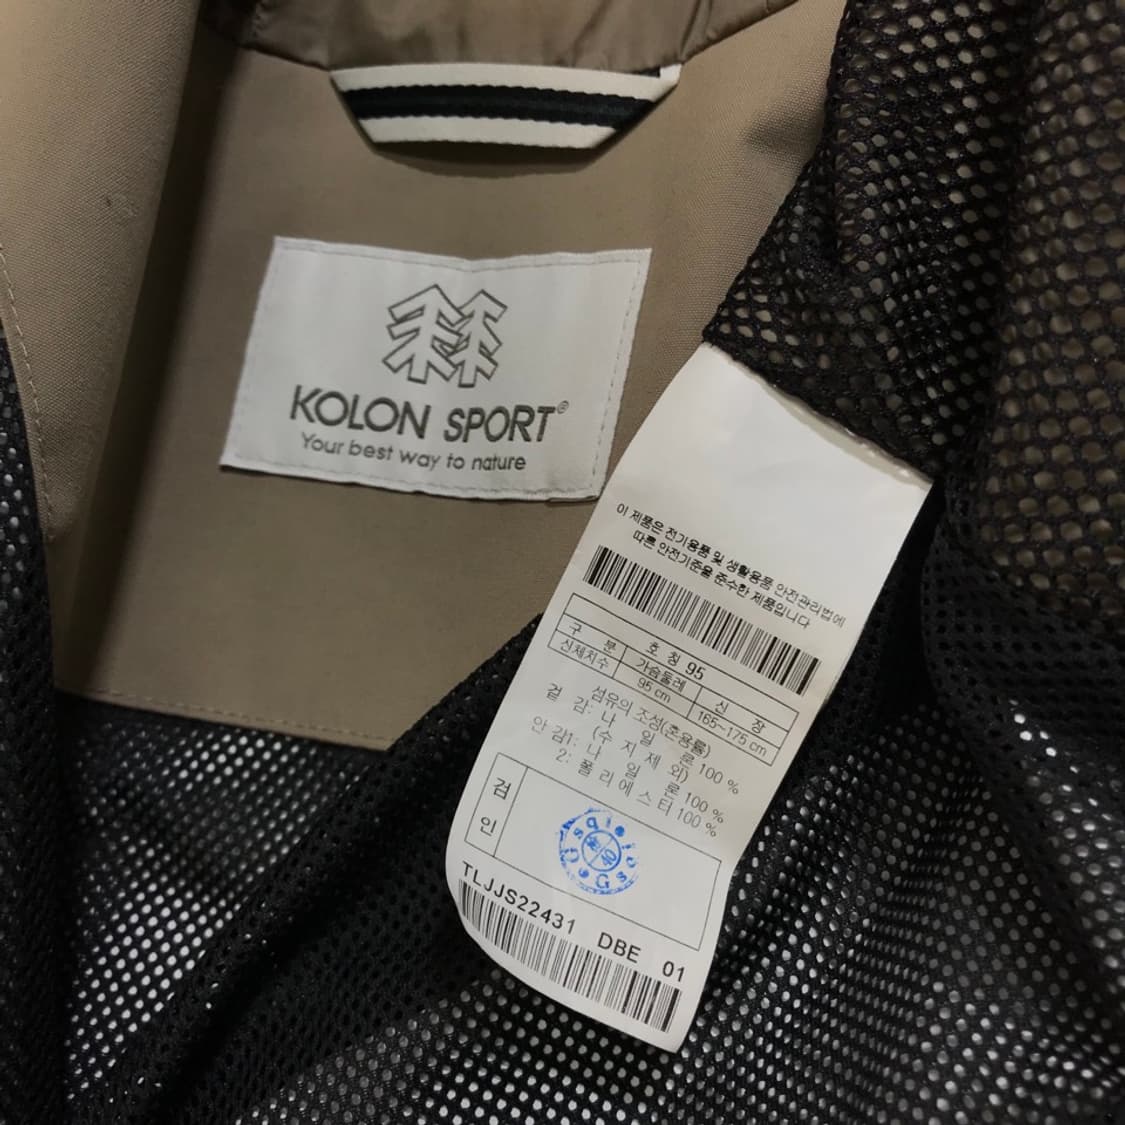 KOLON SPORT®
Your best way to nature
이 제품은 전기용품 및 생활용품 안전관리법에
따른 안전기준을 준수한 제품입니다
구 분 호 칭 95
신체치수 가슴둘레 신 장
95 cm 165~175 cm
섬유의 조성(혼용률)
겉 감: 나 일 론 100 %
(수 지 제 외)
안 감1: 나 일 론 100 %
2: 폴 리 에 스 터 100 %
검
인
40
TLJJS22431 DBE 01